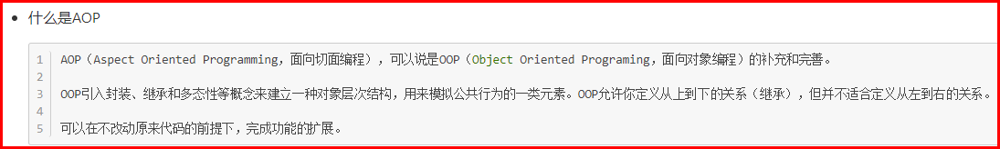 什么是AOP
1 AOP（Aspect Oriented Programming，面向切面编程），可以说是OOP（Object Oriented Programing，面向对象编程）的补充和完善。
2
3 OOP引入封装、继承和多态性等概念来建立一种对象层次结构，用来模拟公共行为的一类元素。OOP允许你定义从上到下的关系（继承），但并不适合定义从左到右的关系。
4
5 可以在不改动原来代码的前提下，完成功能的扩展。